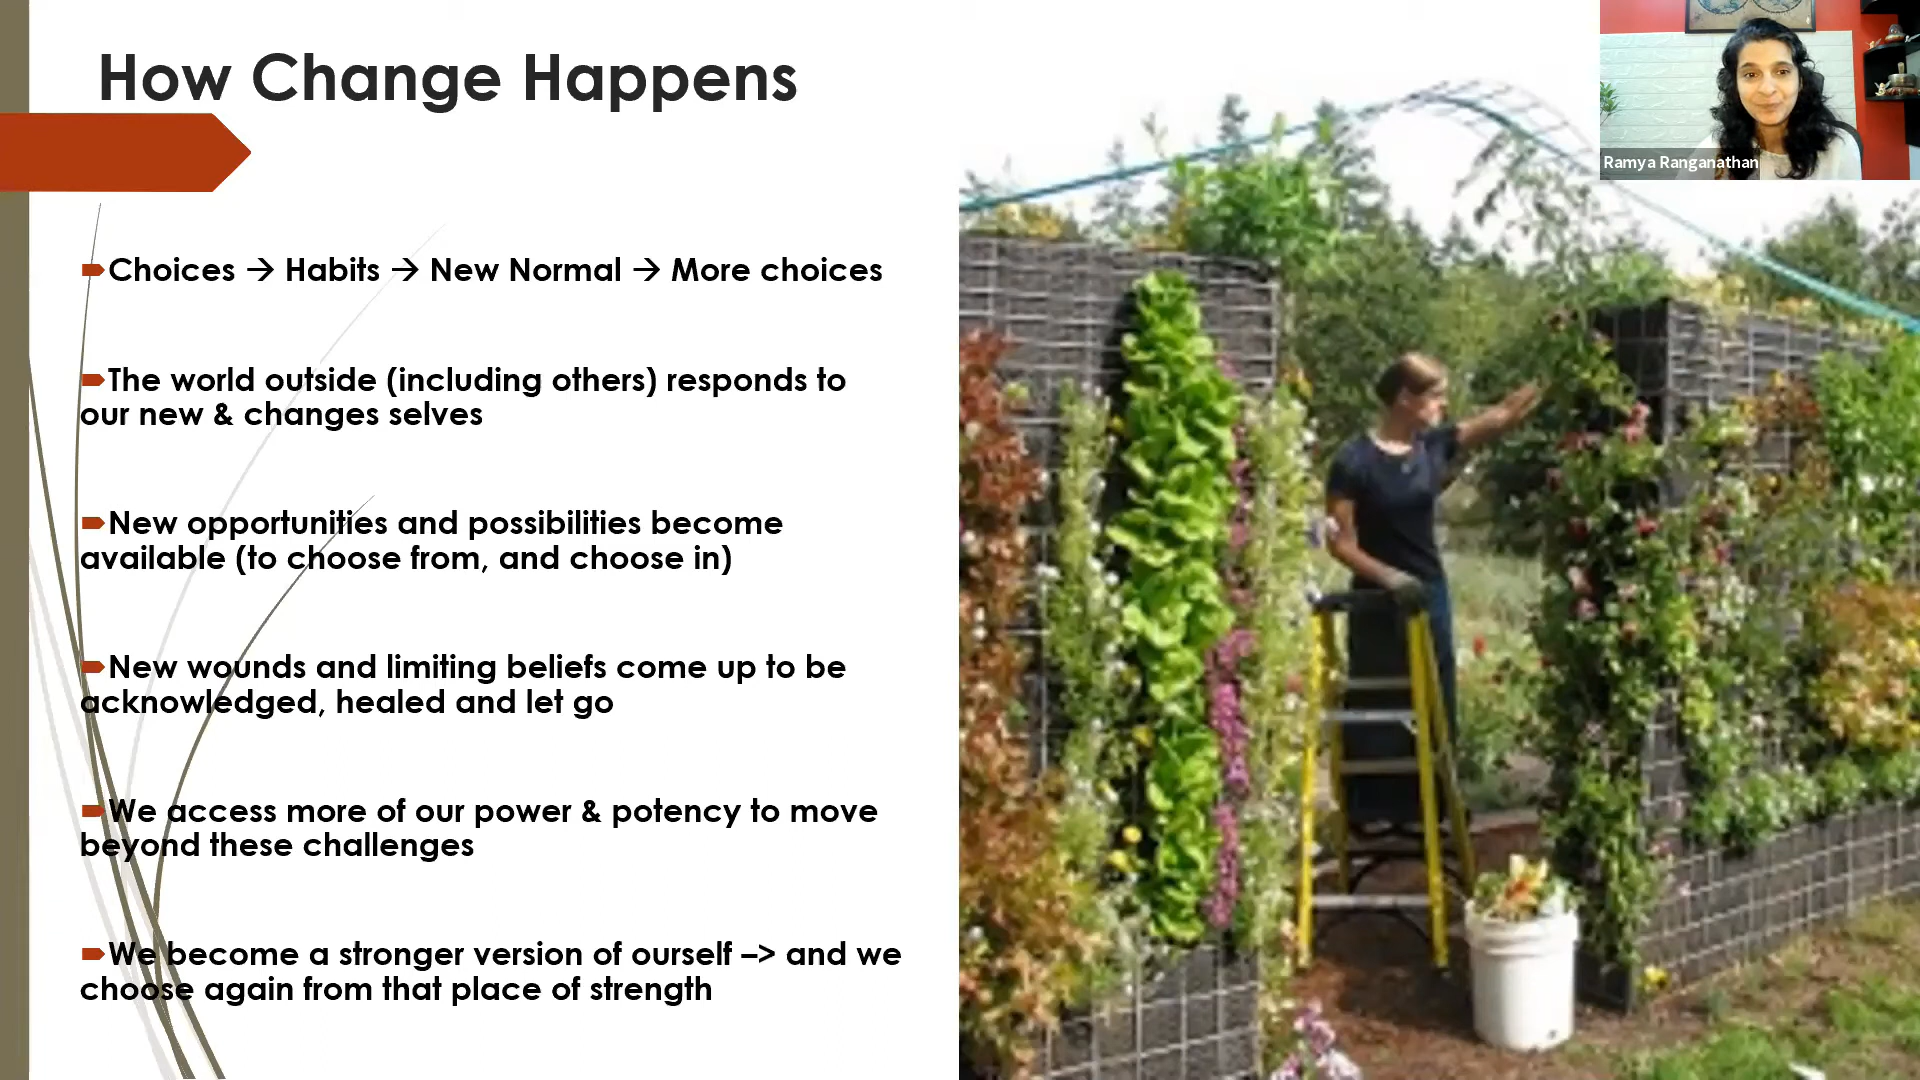 How Change Happens
Ramya Ranganathan
Choices → Habits → New Normal → More choices
The world outside (including others) responds to
our new & changes selves
New opportunities and possibilities become
available (to choose from, and choose in)
New wounds and limiting beliefs come up to be
acknowledged, healed and let go
We access more of our power & potency to move
beyond these challenges
We become a stronger version of ourself –> and we
choose again from that place of strength